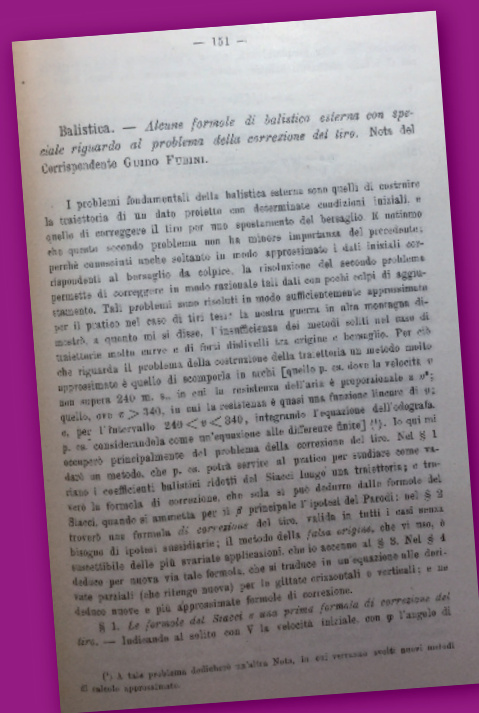 — 151 —
Balistica. — Alcune formole di balistica esterna con spe-
ciale riguardo al problema della correzione del tiro. Nota del
Corrispondente GUIDO FUBINI.
I problemi fondamentali della balistica esterna sono quelli di costruire
la traiettoria di un dato proietto con determinate condizioni iniziali, e
quello di correggere il tiro per uno spostamento del bersaglio. E notiamo
che questo secondo problema non ha minore importanza del precedente;
perchè conosciuti anche soltanto in modo approssimato i dati iniziali cor-
rispondenti al bersaglio da colpire, la risoluzione del secondo problema
permette di correggere in modo razionale tali dati con pochi colpi di aggiu-
stamento. Tali problemi sono risoluti in modo sufficientemente approssimato
per il pratico nel caso di tiri tesi: la nostra guerra in alta montagna di-
mostrò, a quanto mi si disse, l'insufficienza dei metodi soliti nel caso di
traiettorie molto curve e di forti dislivelli tra origine e bersaglio. Per ciò
che riguarda il problema della costruzione della traiettoria un metodo molto
approssimato è quello di scomporla in archi [quello p. ca. dove la velocità v
non supera 240 m. s., in cui la resistenza dell'aria è proporzionale a v²;
quello, ove v > 340, in cui la resistenza è quasi una funzione lineare di v;
e, per l'intervallo 240 < v < 340, integrando l'equazione dell'odografa,
p. ca. considerandola come un'equazione alle differenze finite] (¹). Io qui mi
occuperò principalmente del problema della correzione del tiro. Nel § 1
darò un metodo, che p. ca. potrà servire al pratico per studiare come va-
riano i coefficienti balistici ridotti del Siacci lungo una traiettoria; e tro-
verò la formola di correzione, che sola si può dedurre dalle formole del
Siacci, quando si ammetta per il β principale l'ipotesi del Parodi; nel § 2
troverò una formola di correzione del tiro, valida in tutti i casi senza
bisogno di ipotesi sussidiarie; il metodo della falsa origine, che vi uso, è
suscettibile delle più svariate applicazioni, che io accenno al § 3. Nel § 4
deduco per nuova via tale formola, che si traduce in un'equazione alle deri-
vate parziali (che ritengo nuova) per le gittate orizzontali e verticali; e ne
deduco nuove e più approssimate formole di correzione.
§ 1. Le formole del Siacci e una prima formola di correzione del
tiro. — Indicando al solito con V la velocità iniziale, con φ l'angolo di
(¹) A tale problema dedicherò un'altra Nota, in cui verranno svolti nuovi metodi
di calcolo approssimato.